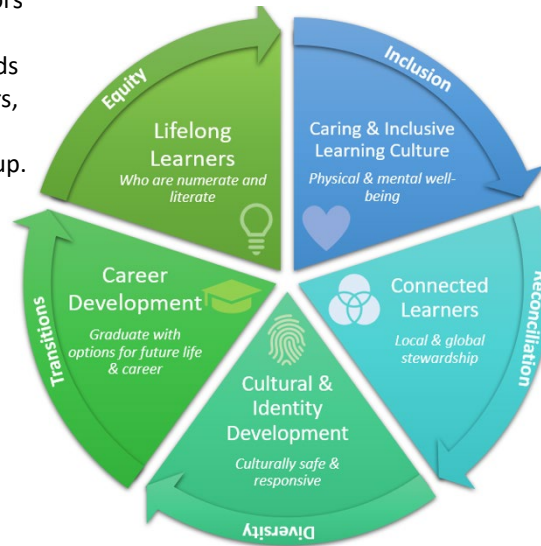 Equity
Lifelong
Learners
Who are numerate and
literate
Inclusion
Caring & Inclusive
Learning Culture
Physical & mental well-
being
Reconciliation
Connected
Learners
Local & global
stewardship
Diversity
Cultural &
Identity
Development
Culturally safe &
responsive
Transitions
Career
Development
Graduate with
options for future life
& career
up.